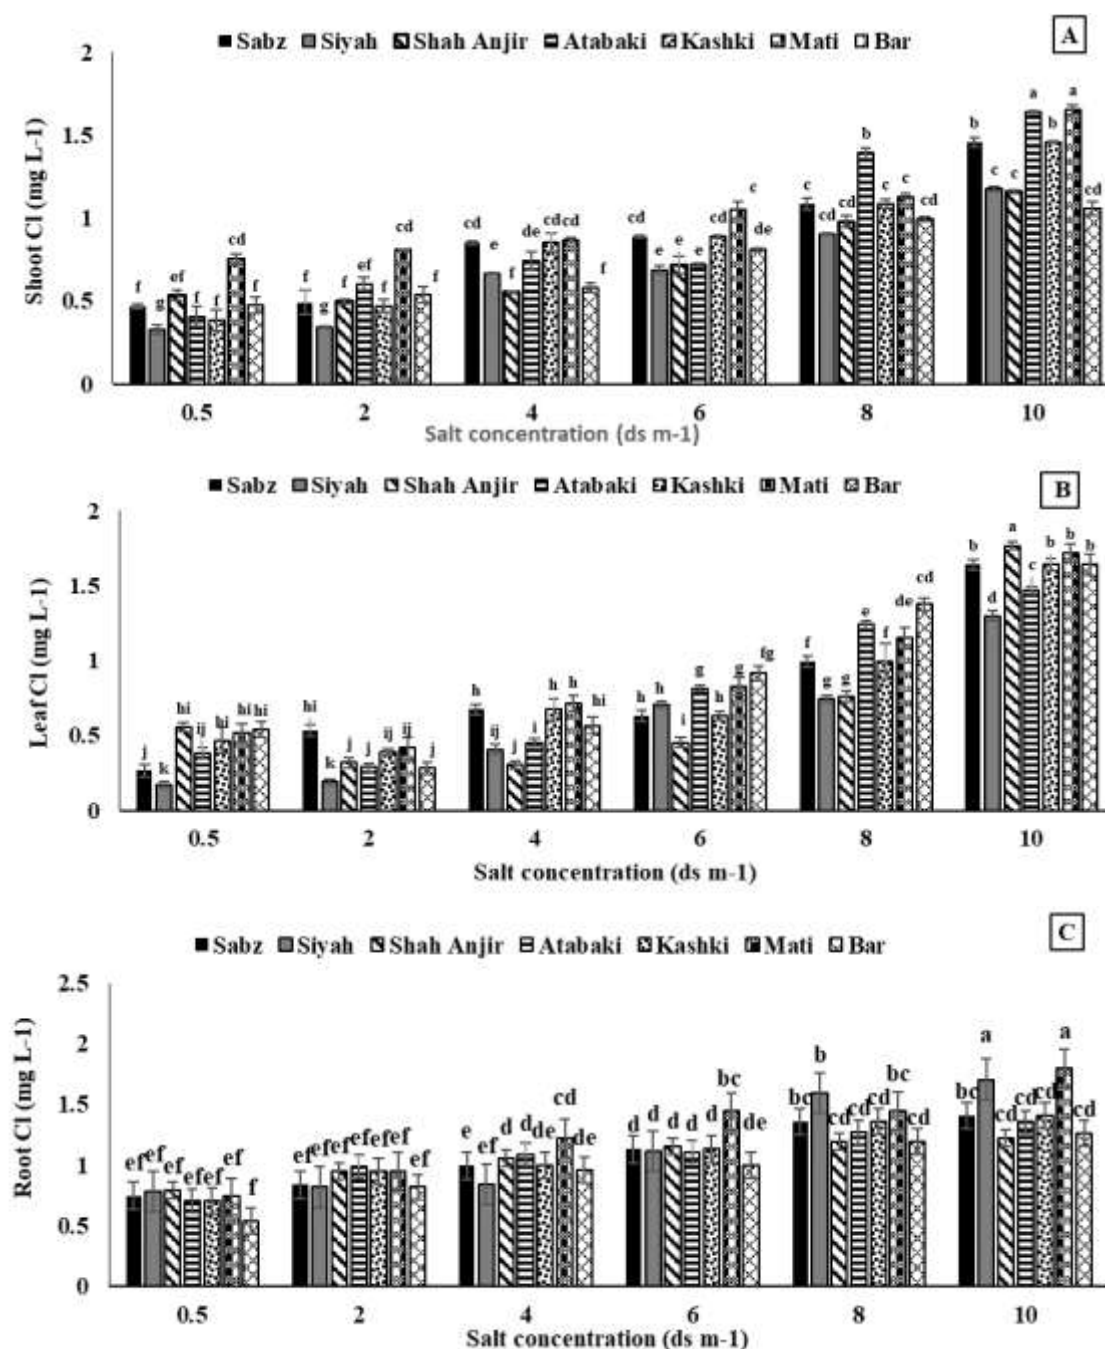 A
Sabz Siyah Shah Anjir Atabaki Kashki Mati Bar
Shoot Cl (mg L-1)
2
1.5
1
0.5
0
f g ef f f cd f
f g f ef f cd f
cd e f de cd cd f
cd e e e cd c de
c cd cd b c c cd
b c c a b a cd
0.5 2 4 6 8 10
Salt concentration (ds m-1)
B
Sabz Siyah Shah Anjir Atabaki Kashki Mati Bar
Leaf Cl (mg L-1)
2
1.5
1
0.5
0
j k hi ij hi hi hi
hi k j j ij ij j
h ij j i h h hi
h h i g h g fg
f g g e f de cd
b d a c b b b
0.5 2 4 6 8 10
Salt concentration (ds m-1)
C
Sabz Siyah Shah Anjir Atabaki Kashki Mati Bar
Root Cl (mg L-1)
2.5
2
1.5
1
0.5
0
ef ef ef ef ef ef f
ef ef ef ef ef ef ef
e ef d d de cd de
d d d d d bc de
bc b cd cd cd bc cd
bc a cd cd cd a cd
0.5 2 4 6 8 10
Salt concentration (ds m-1)